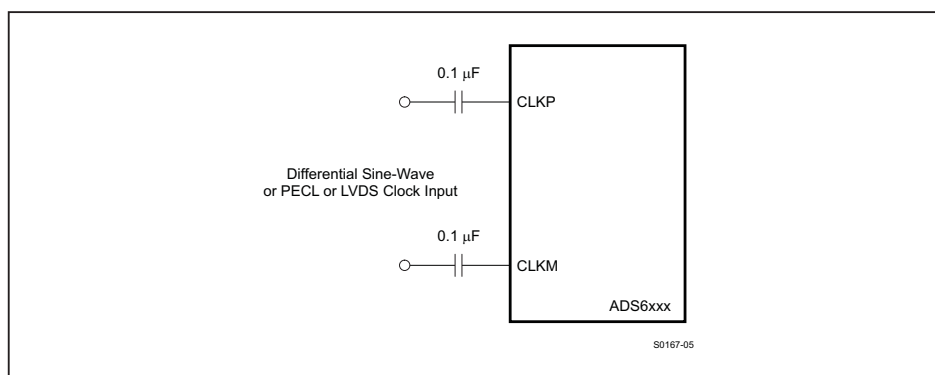 0.1 μF
CLKP
Differential Sine-Wave
or PECL or LVDS Clock Input
0.1 μF
CLKM
ADS6xxx
S0167-05